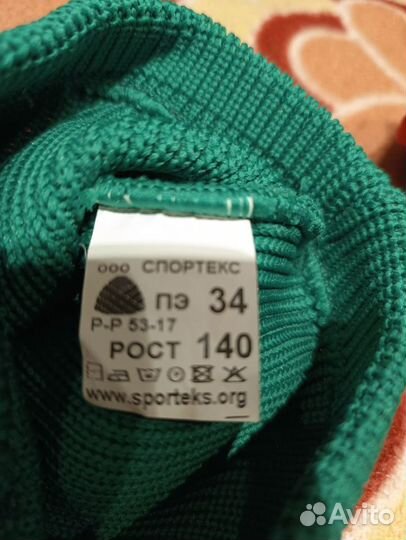 ООО СПОРТЕКС
ПЭ 34
Р-Р 53-17
РОСТ 140
www.sporteks.org
Avito